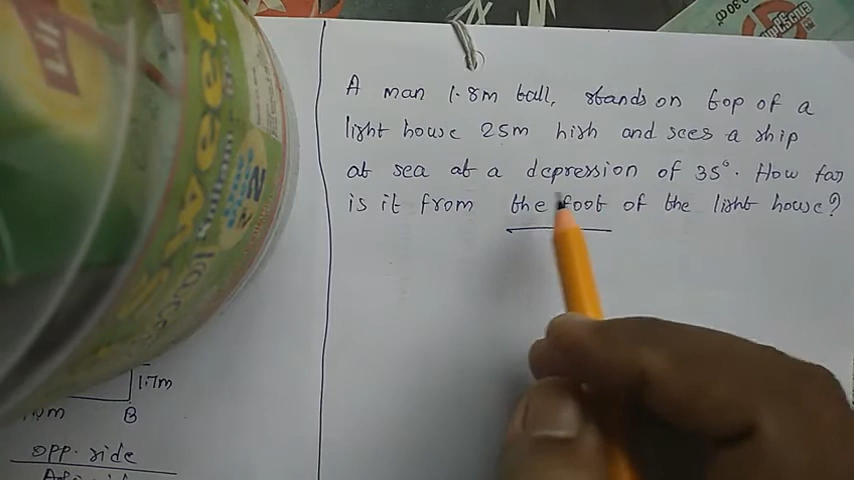 A man 1.8m tall, stands on top of a
light house 25m high and sees a ship
at sea at a depression of 35°. How far
is it from the foot of the light house?
1.7m
B
opp. side